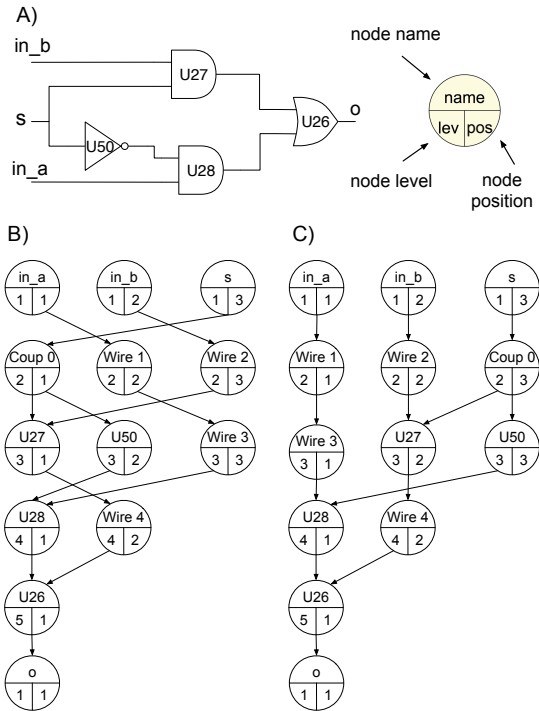 A)
in_b
s
in_a
U27
U50
U28
U26
o
node name
name
lev pos
node level
node position
B)
in_a
1 1
in_b
1 2
s
1 3
Coup 0
2 1
Wire 1
2 2
Wire 2
2 3
U27
3 1
U50
3 2
Wire 3
3 3
U28
4 1
Wire 4
4 2
U26
5 1
o
1 1
C)
in_a
1 1
in_b
1 2
s
1 3
Wire 1
2 1
Wire 2
2 2
Coup 0
2 3
Wire 3
3 1
U27
3 2
U50
3 3
U28
4 1
Wire 4
4 2
U26
5 1
o
1 1